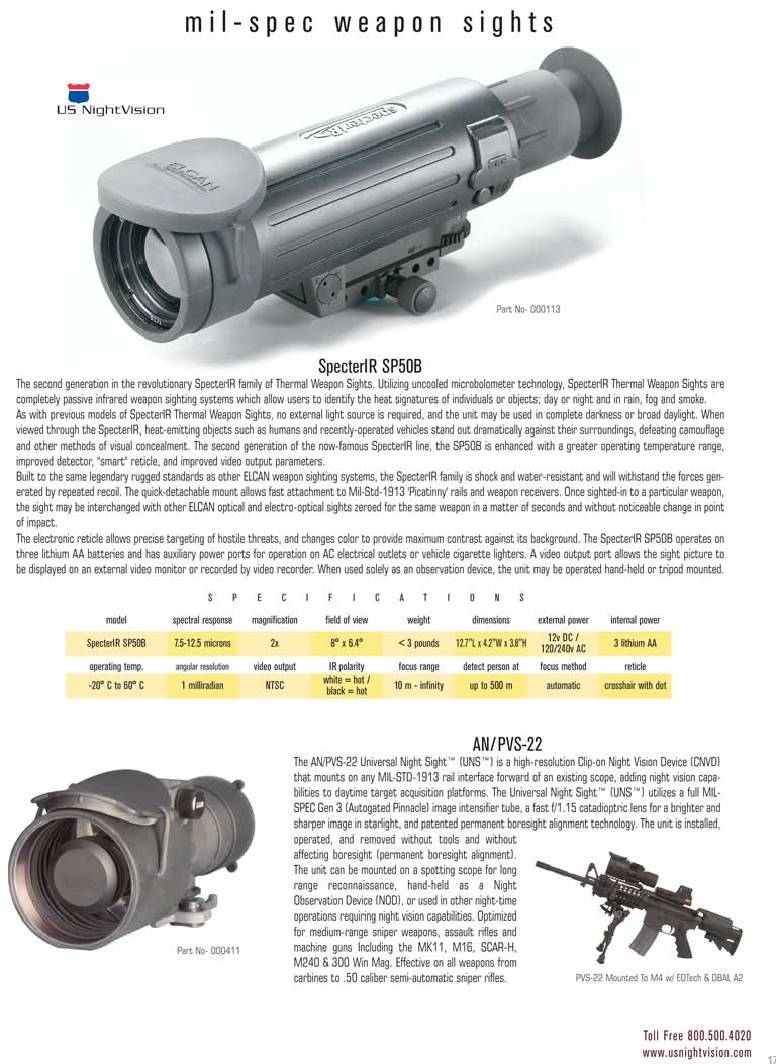 mil-spec weapon sights
US NightVision
SpecterIR
ELCAN
Part No- 000113
SpecterIR SP50B
The second generation in the revolutionary SpecterIR family of Thermal Weapon Sights. Utilizing uncooled microbolometer technology, SpecterIR Thermal Weapon Sights are
completely passive infrared weapon sighting systems which allow users to identify the heat signatures of individuals or objects; day or night and in rain, fog and smoke.
As with previous models of SpecterIR Thermal Weapon Sights, no external light source is required, and the unit may be used in complete darkness or broad daylight. When
viewed through the SpecterIR, heat-emitting objects such as humans and recently-operated vehicles stand out dramatically against their surroundings, defeating camouflage
and other methods of visual concealment. The second generation of the now-famous SpecterIR line, the SP50B is enhanced with a greater operating temperature range,
improved detector, "smart" reticle, and improved video output parameters.
Built to the same legendary rugged standards as other ELCAN weapon sighting systems, the SpecterIR family is shock and water-resistant and will withstand the forces gen-
erated by repeated recoil. The quick-detachable mount allows fast attachment to Mil-Std-1913 'Picatinny' rails and weapon receivers. Once sighted-in to a particular weapon,
the sight may be interchanged with other ELCAN optical and electro-optical sights zeroed for the same weapon in a matter of seconds and without noticeable change in point
of impact.
The electronic reticle allows precise targeting of hostile threats, and changes color to provide maximum contrast against its background. The SpecterIR SP50B operates on
three lithium AA batteries and has auxiliary power ports for operation on AC electrical outlets or vehicle cigarette lighters. A video output port allows the sight picture to
be displayed on an external video monitor or recorded by video recorder. When used solely as an observation device, the unit may be operated hand-held or tripod mounted.
SPECIFICATIONS
model spectral response magnification field of view weight dimensions external power internal power
SpecterIR SP50B 7.5-12.5 microns 2x 8° x 6.4° < 3 pounds 12.7"L x 4.2"W x 3.8"H 12v DC / 120/240v AC 3 lithium AA
operating temp. angular resolution video output IR polarity focus range detect person at focus method reticle
-20° C to 60° C 1 milliradian NTSC white = hot / black = hot 10 m - infinity up to 500 m automatic crosshair with dot
AN/PVS-22
The AN/PVS-22 Universal Night Sight™ (UNS™) is a high-resolution Clip-on Night Vision Device (CNVD)
that mounts on any MIL-STD-1913 rail interface forward of an existing scope, adding night vision capa-
bilities to daytime target acquisition platforms. The Universal Night Sight™ (UNS™) utilizes a full MIL-
SPEC Gen 3 (Autogated Pinnacle) image intensifier tube, a fast f/1.15 catadioptric lens for a brighter and
sharper image in starlight, and patented permanent boresight alignment technology. The unit is installed,
operated, and removed without tools and without
affecting boresight (permanent boresight alignment).
The unit can be mounted on a spotting scope for long
range reconnaissance, hand-held as a Night
Observation Device (NOD), or used in other night-time
operations requiring night vision capabilities. Optimized
for medium-range sniper weapons, assault rifles and
machine guns Including the MK11, M16, SCAR-H,
M240 & 300 Win Mag. Effective on all weapons from
carbines to .50 caliber semi-automatic sniper rifles.
Part No- 000411
PVS-22 Mounted To M4 w/ EOTech & DBAL A2
Toll Free 800.500.4020
www.usnightvision.com
17